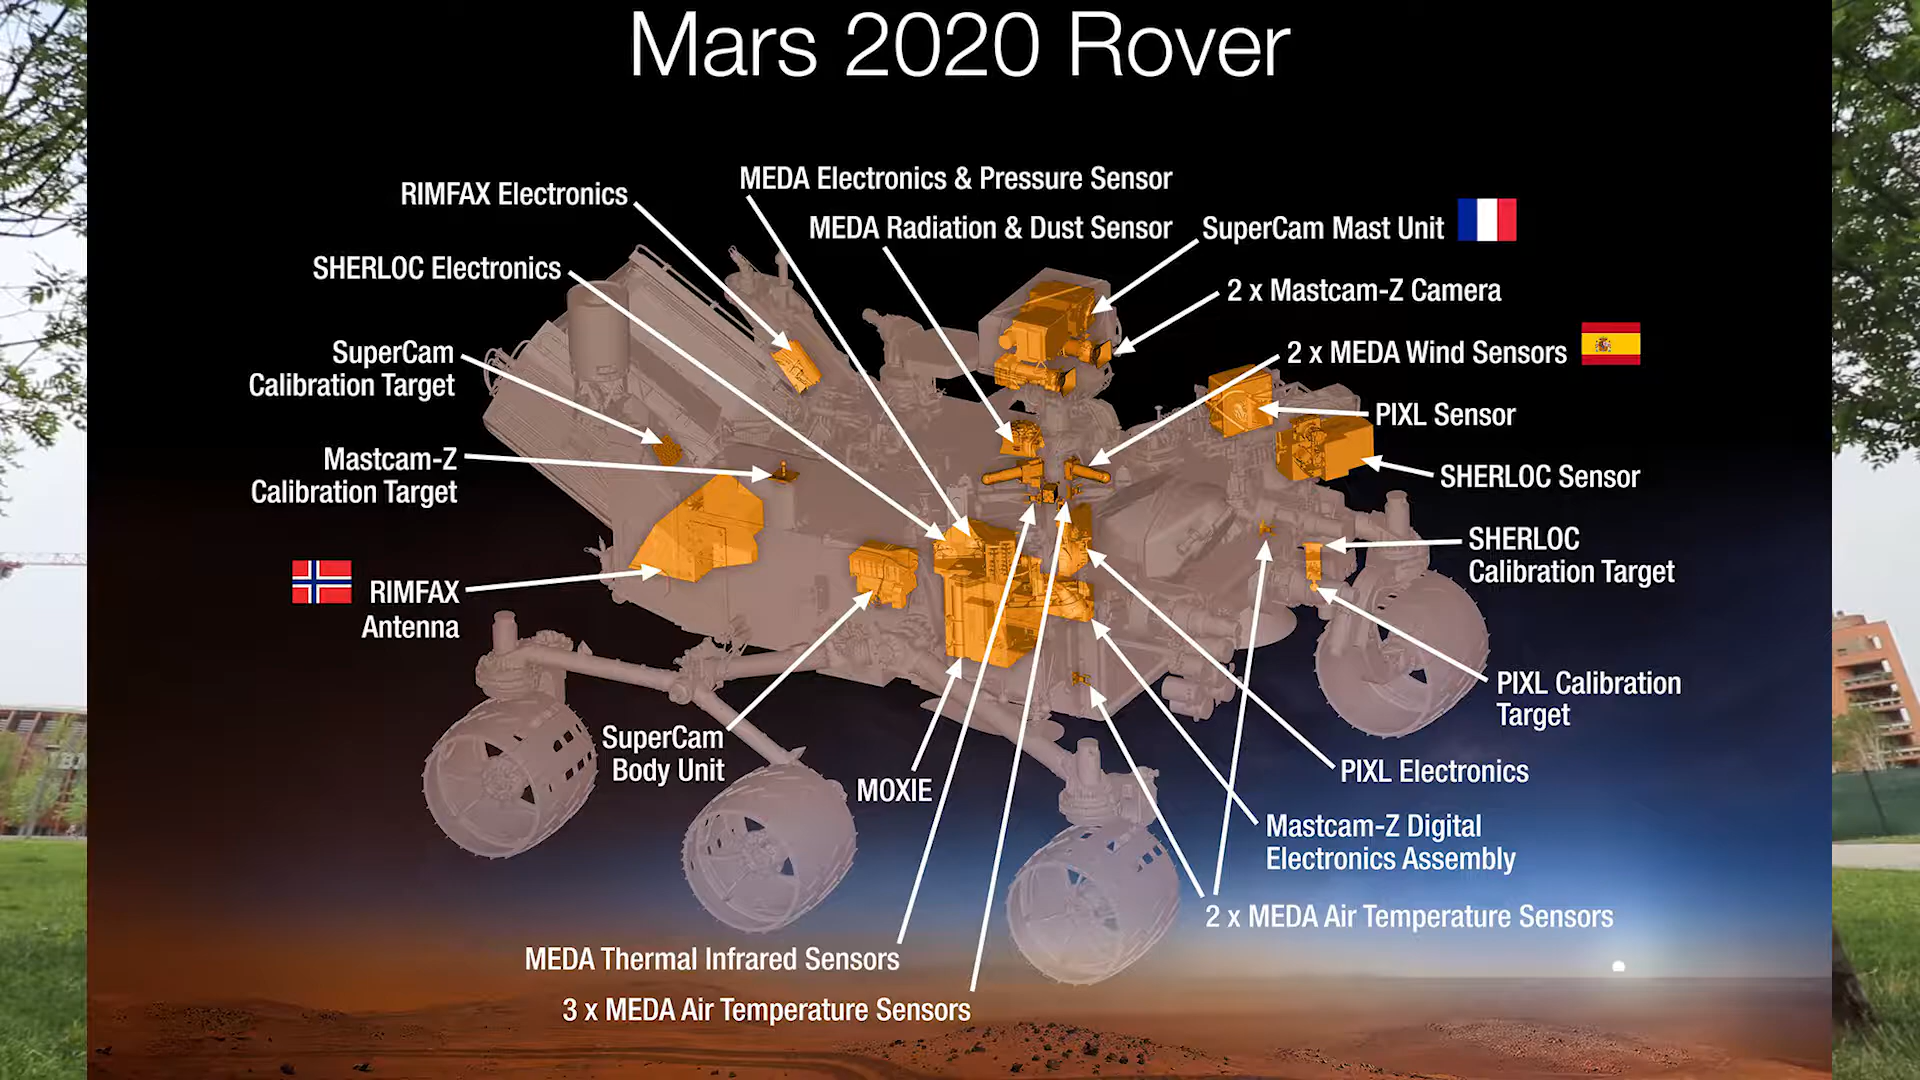 Mars 2020 Rover
MEDA Electronics & Pressure Sensor
RIMFAX Electronics
MEDA Radiation & Dust Sensor
SuperCam Mast Unit
SHERLOC Electronics
2 x Mastcam-Z Camera
SuperCam
Calibration Target
2 x MEDA Wind Sensors
PIXL Sensor
Mastcam-Z
Calibration Target
SHERLOC Sensor
SHERLOC
Calibration Target
RIMFAX
Antenna
PIXL Calibration
Target
SuperCam
Body Unit
MOXIE
PIXL Electronics
Mastcam-Z Digital
Electronics Assembly
2 x MEDA Air Temperature Sensors
MEDA Thermal Infrared Sensors
3 x MEDA Air Temperature Sensors